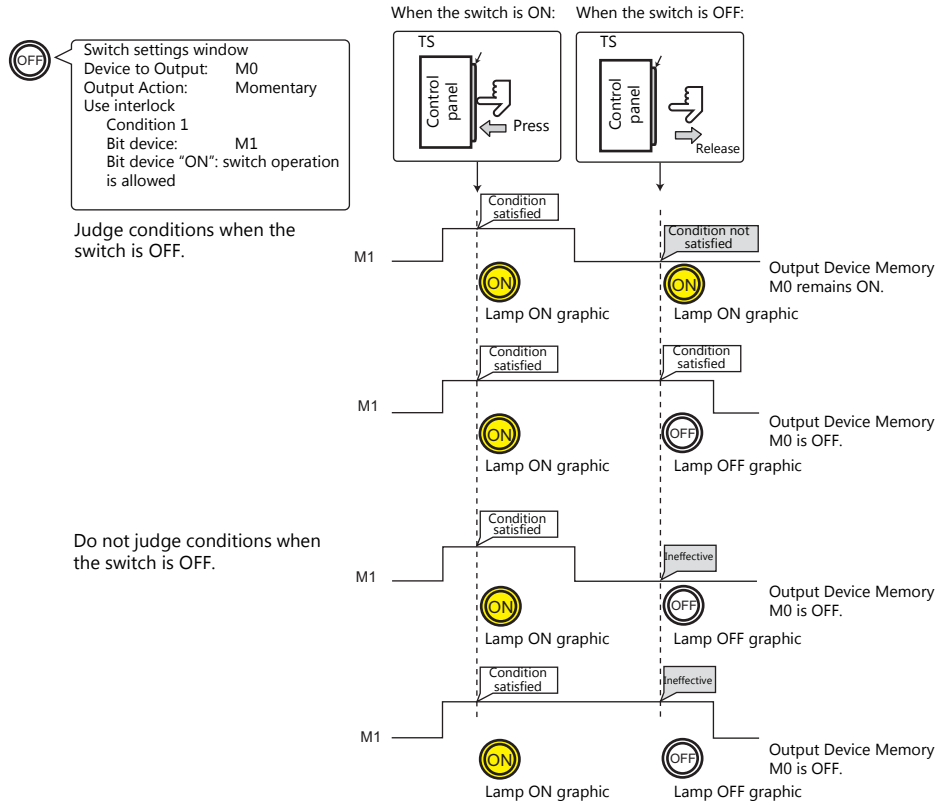 When the switch is ON:
When the switch is OFF:
OFF
Switch settings window
Device to Output: M0
Output Action: Momentary
Use interlock
Condition 1
Bit device: M1
Bit device “ON”: switch operation
is allowed
TS
Control
panel
Press
TS
Control
panel
Release
Judge conditions when the
switch is OFF.
M1
Condition
satisfied
Condition not
satisfied
ON
Lamp ON graphic
ON
Lamp ON graphic
Output Device Memory
M0 remains ON.
M1
Condition
satisfied
Condition
satisfied
ON
Lamp ON graphic
OFF
Lamp OFF graphic
Output Device Memory
M0 is OFF.
Do not judge conditions when
the switch is OFF.
M1
Condition
satisfied
Ineffective
ON
Lamp ON graphic
OFF
Lamp OFF graphic
Output Device Memory
M0 is OFF.
M1
Condition
satisfied
Ineffective
ON
Lamp ON graphic
OFF
Lamp OFF graphic
Output Device Memory
M0 is OFF.